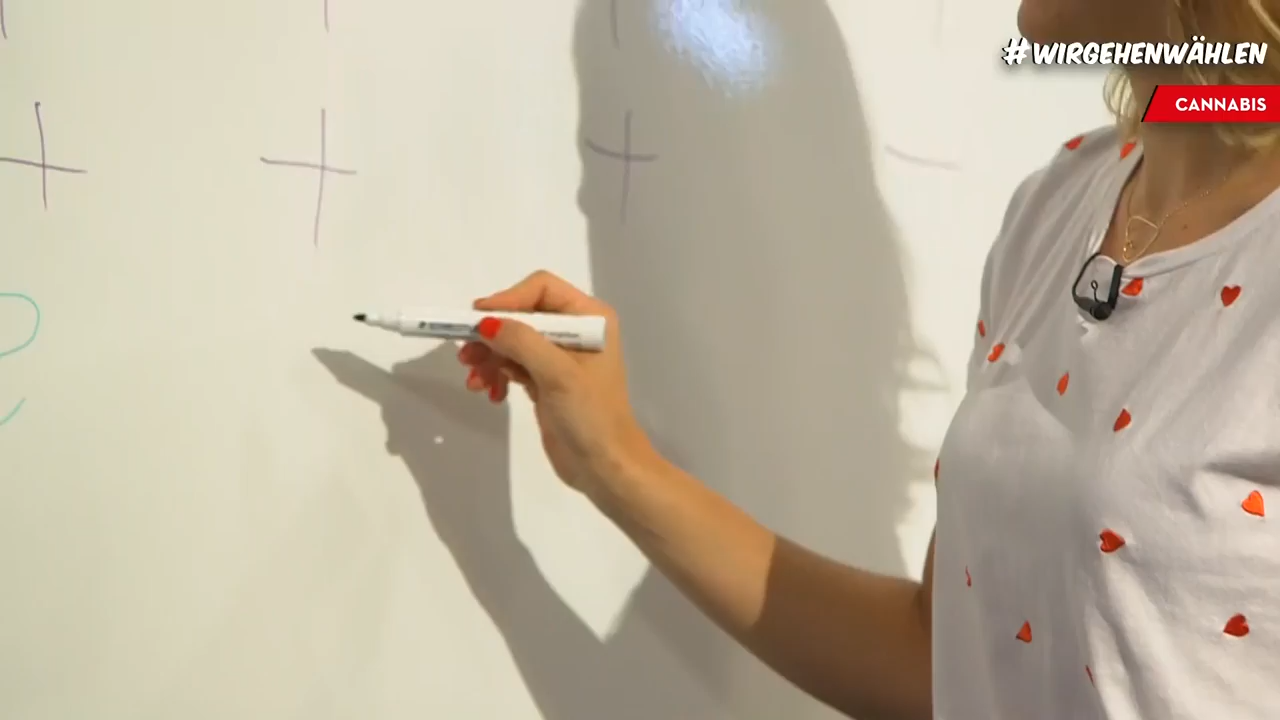 #WIRGEHENWÄHLEN
CANNABIS
+ + + -